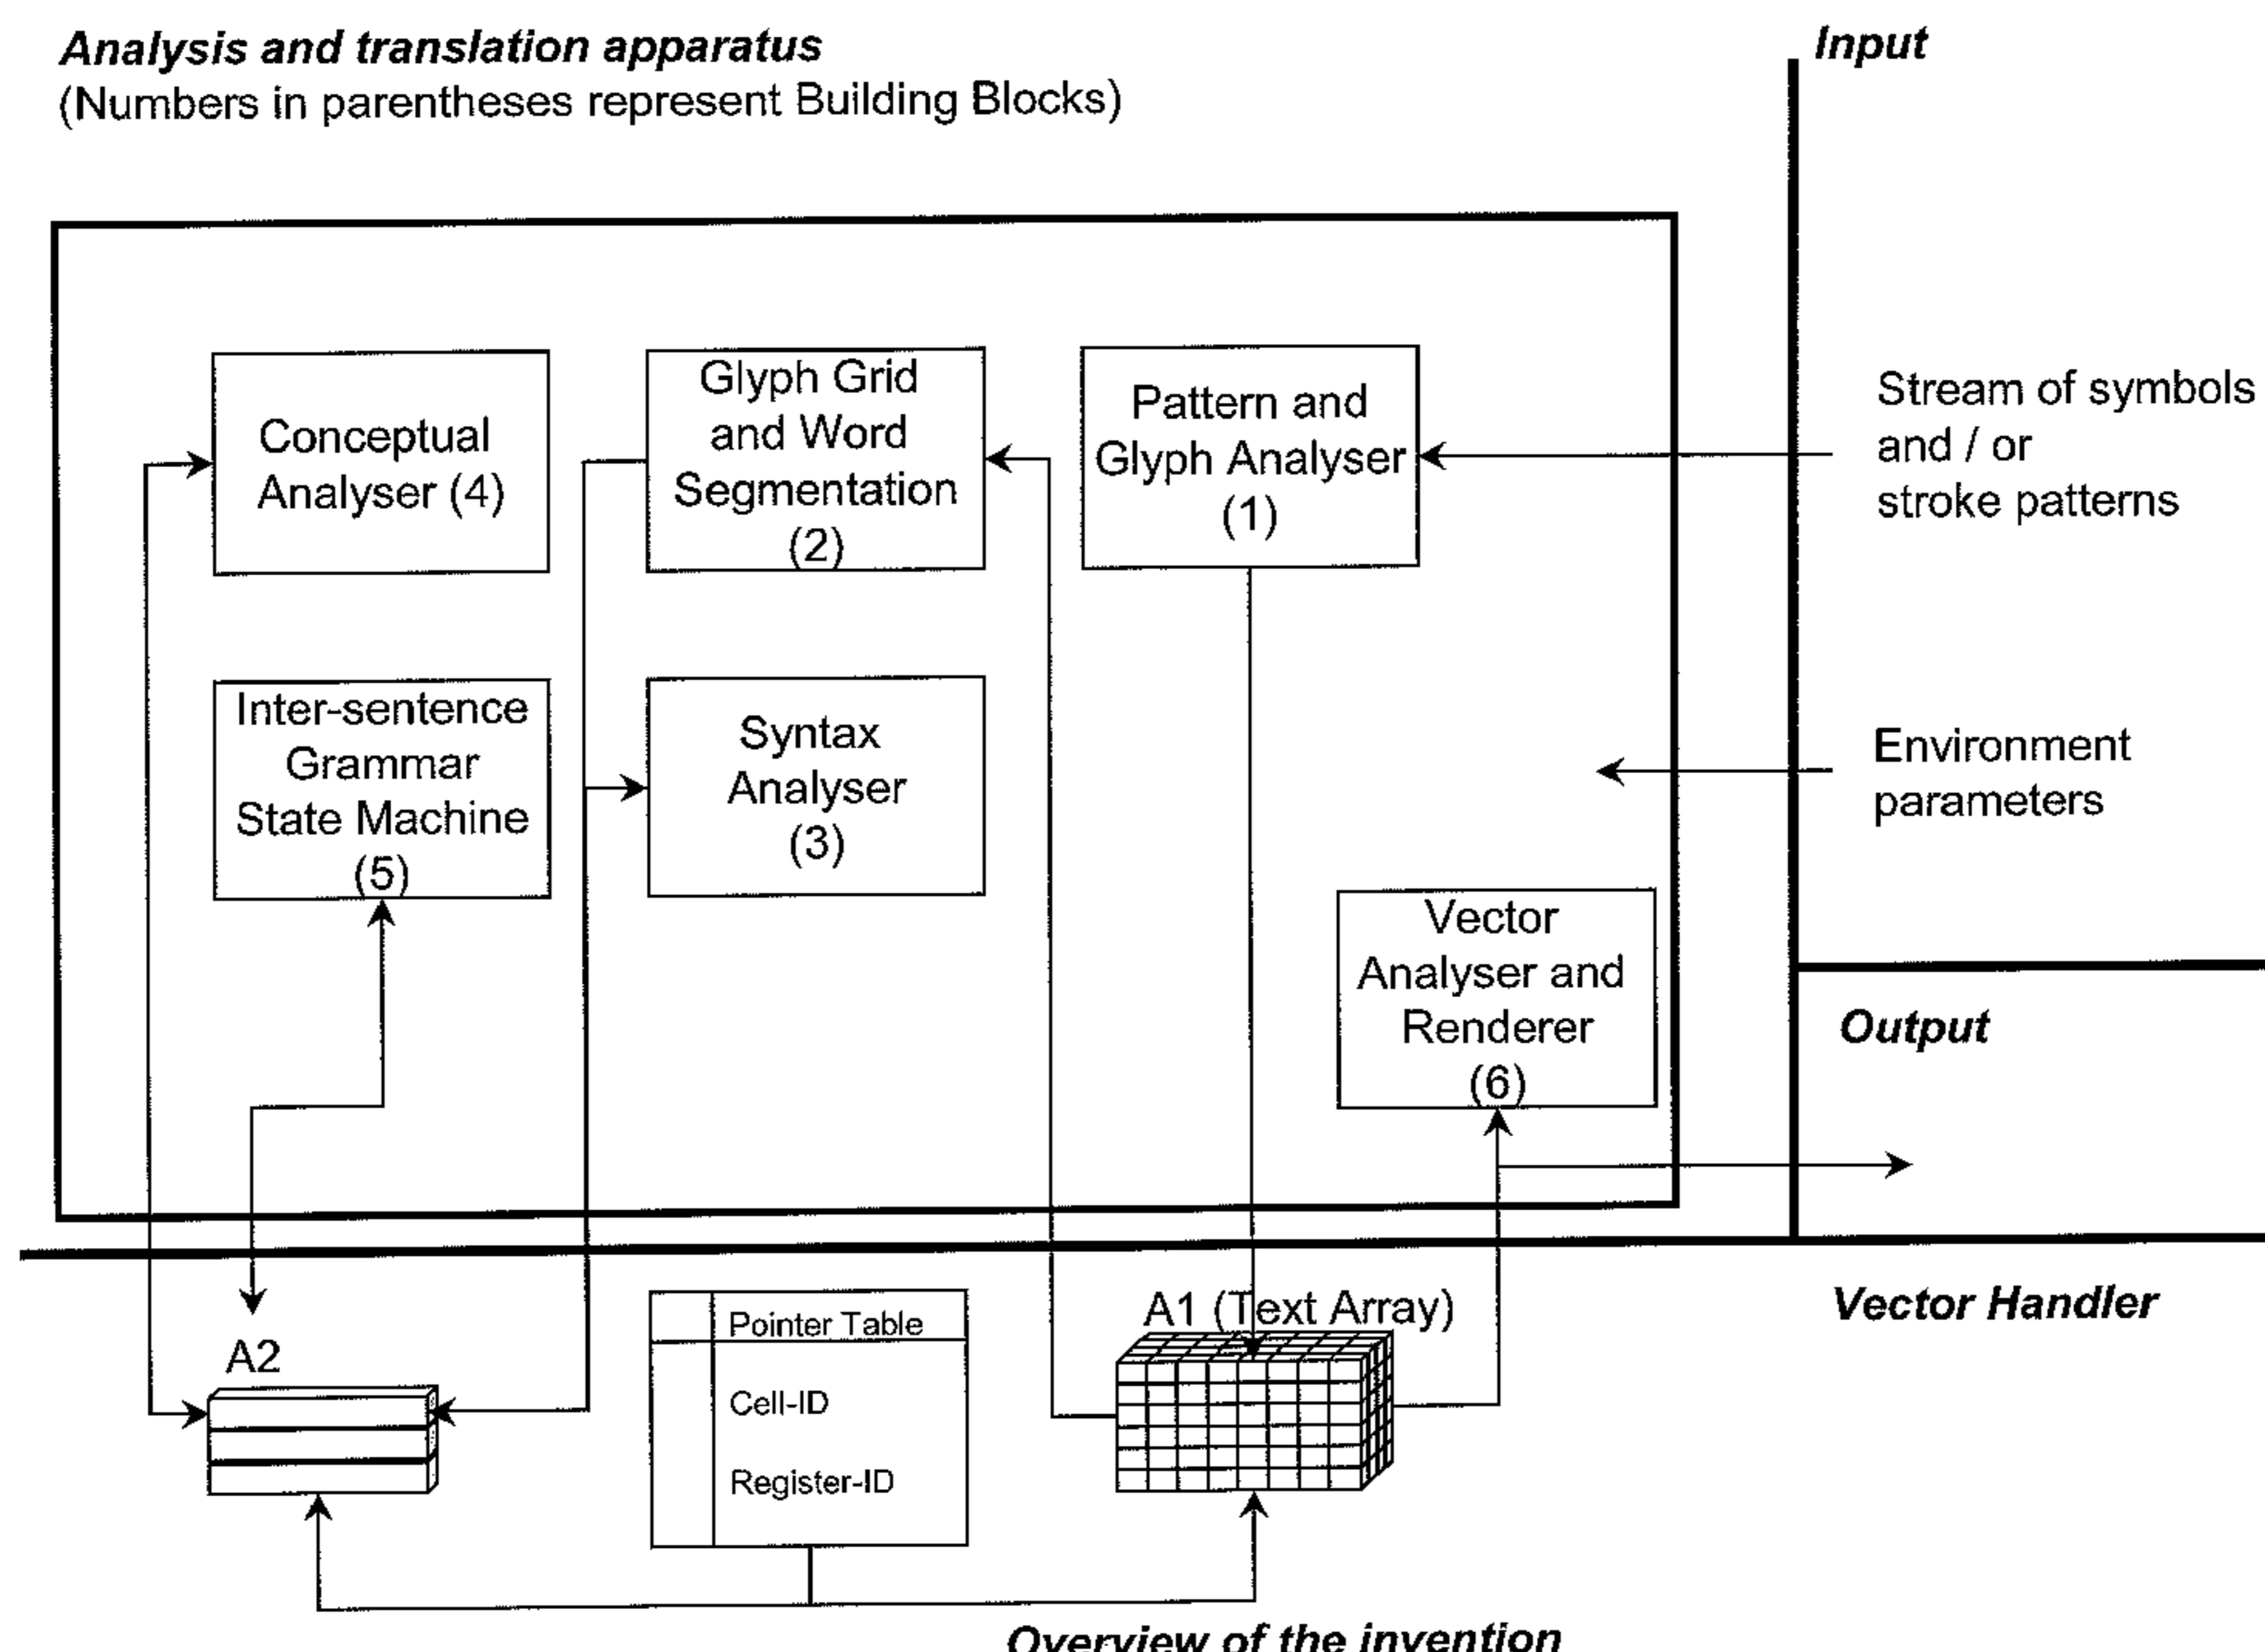 Analysis and translation apparatus
(Numbers in parentheses represent Building Blocks)
Input
Conceptual
Analyser (4)
Glyph Grid
and Word
Segmentation
(2)
Pattern and
Glyph Analyser
(1)
Stream of symbols
and / or
stroke patterns
Inter-sentence
Grammar
State Machine
(5)
Syntax
Analyser
(3)
Environment
parameters
Vector
Analyser and
Renderer
(6)
Output
Vector Handler
A2
Pointer Table
Cell-ID
Register-ID
A1 (Text Array)
Overview of the invention